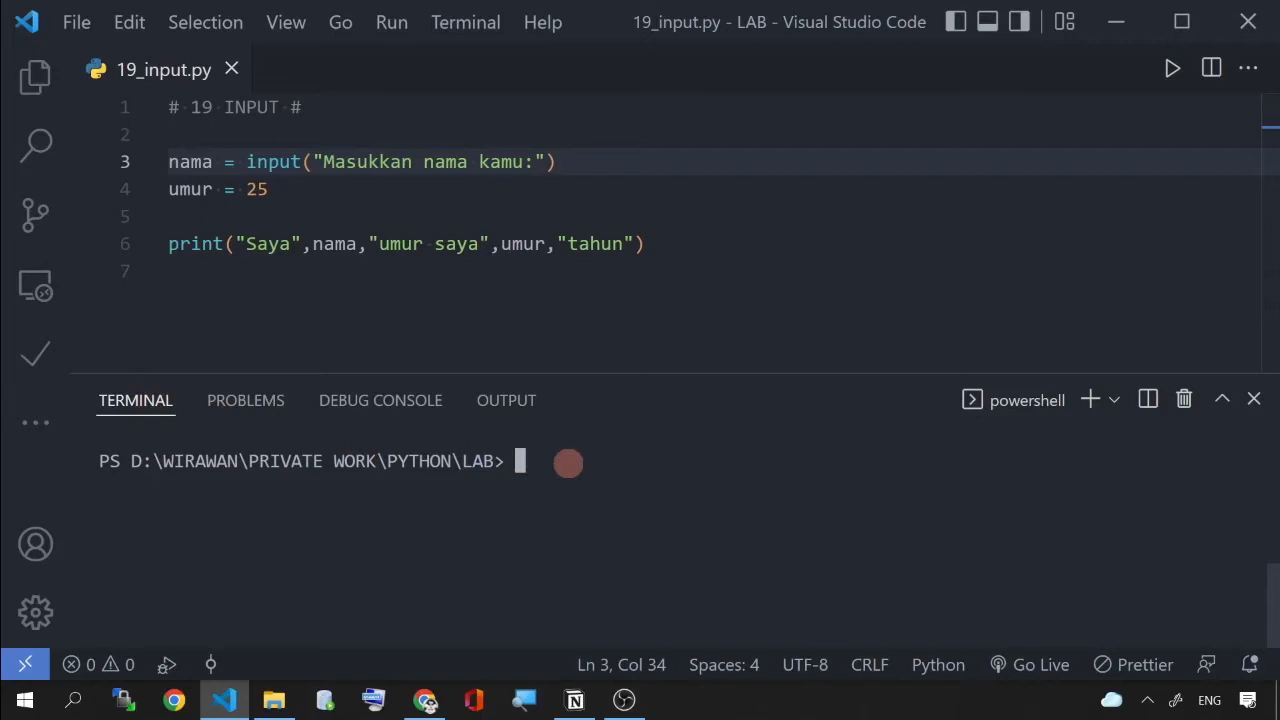 File Edit Selection View Go Run Terminal Help 19_input.py - LAB - Visual Studio Code
19_input.py
1 # 19 INPUT #
2
3 nama = input("Masukkan nama kamu:")
4 umur = 25
5
6 print("Saya",nama,"umur saya",umur,"tahun")
7
TERMINAL PROBLEMS DEBUG CONSOLE OUTPUT powershell
PS D:\WIRAWAN\PRIVATE WORK\PYTHON\LAB>
0 0 Ln 3, Col 34 Spaces: 4 UTF-8 CRLF Python Go Live Prettier
ENG